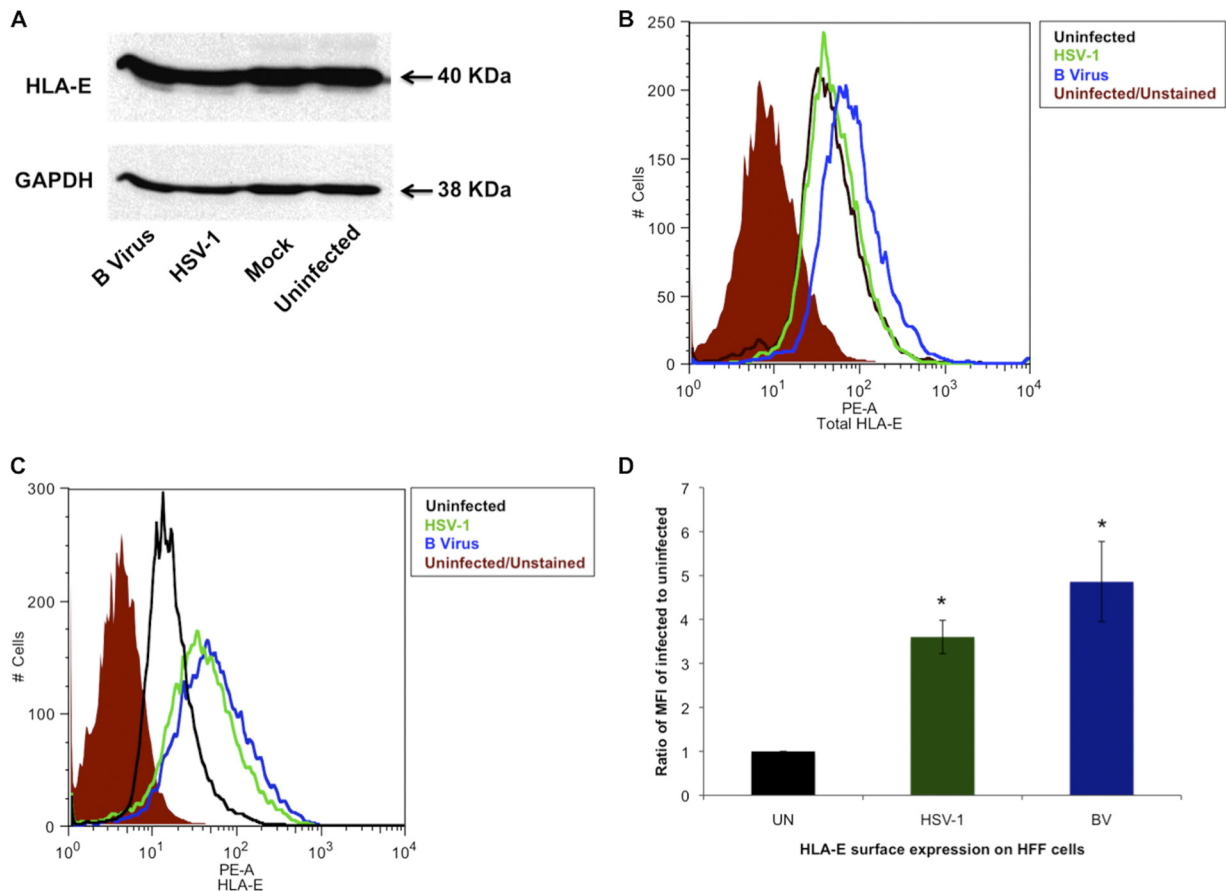 A
HLA-E
40 KDa
GAPDH
38 KDa
B Virus
HSV-1
Mock
Uninfected
B
250
200
150
100
50
0
# Cells
10^0
10^1
10^2
10^3
10^4
PE-A
Total HLA-E
Uninfected
HSV-1
B Virus
Uninfected/Unstained
C
300
200
100
0
# Cells
10^0
10^1
10^2
10^3
10^4
PE-A
HLA-E
Uninfected
HSV-1
B Virus
Uninfected/Unstained
D
7
6
5
4
3
2
1
0
Ratio of MFI of infected to uninfected
*
*
UN
HSV-1
BV
HLA-E surface expression on HFF cells